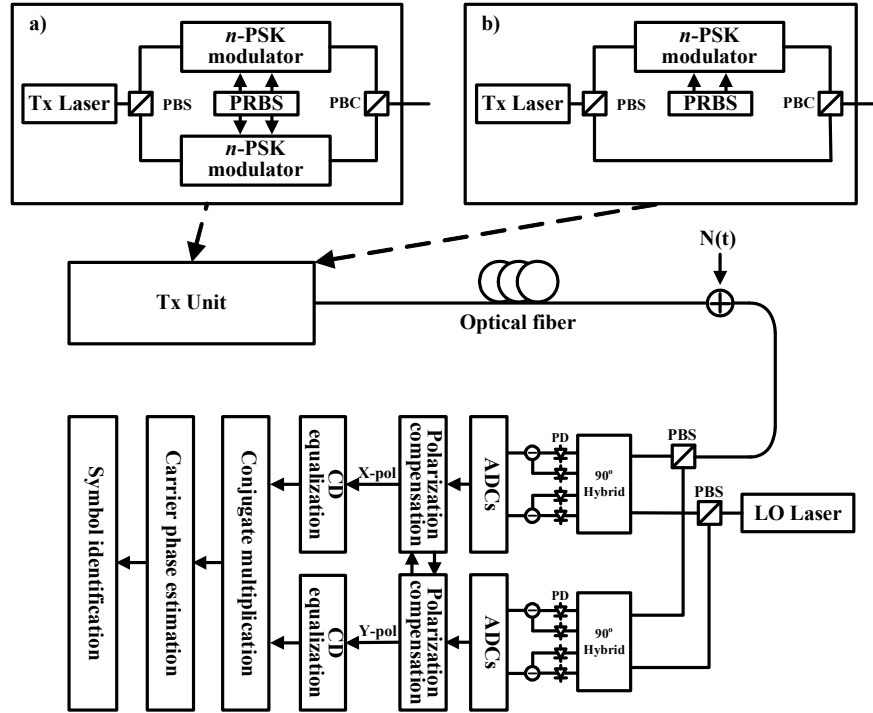 a)
n-PSK
modulator
Tx Laser
PBS
PRBS
PBC
n-PSK
modulator
b)
n-PSK
modulator
Tx Laser
PBS
PRBS
PBC
Tx Unit
Optical fiber
N(t)
Symbol identification
Carrier phase estimation
Conjugate multiplication
CD
equalization
X-pol
Polarization
compensation
ADCs
PD
90°
Hybrid
PBS
PBS
LO Laser
CD
equalization
Y-pol
Polarization
compensation
ADCs
PD
90°
Hybrid